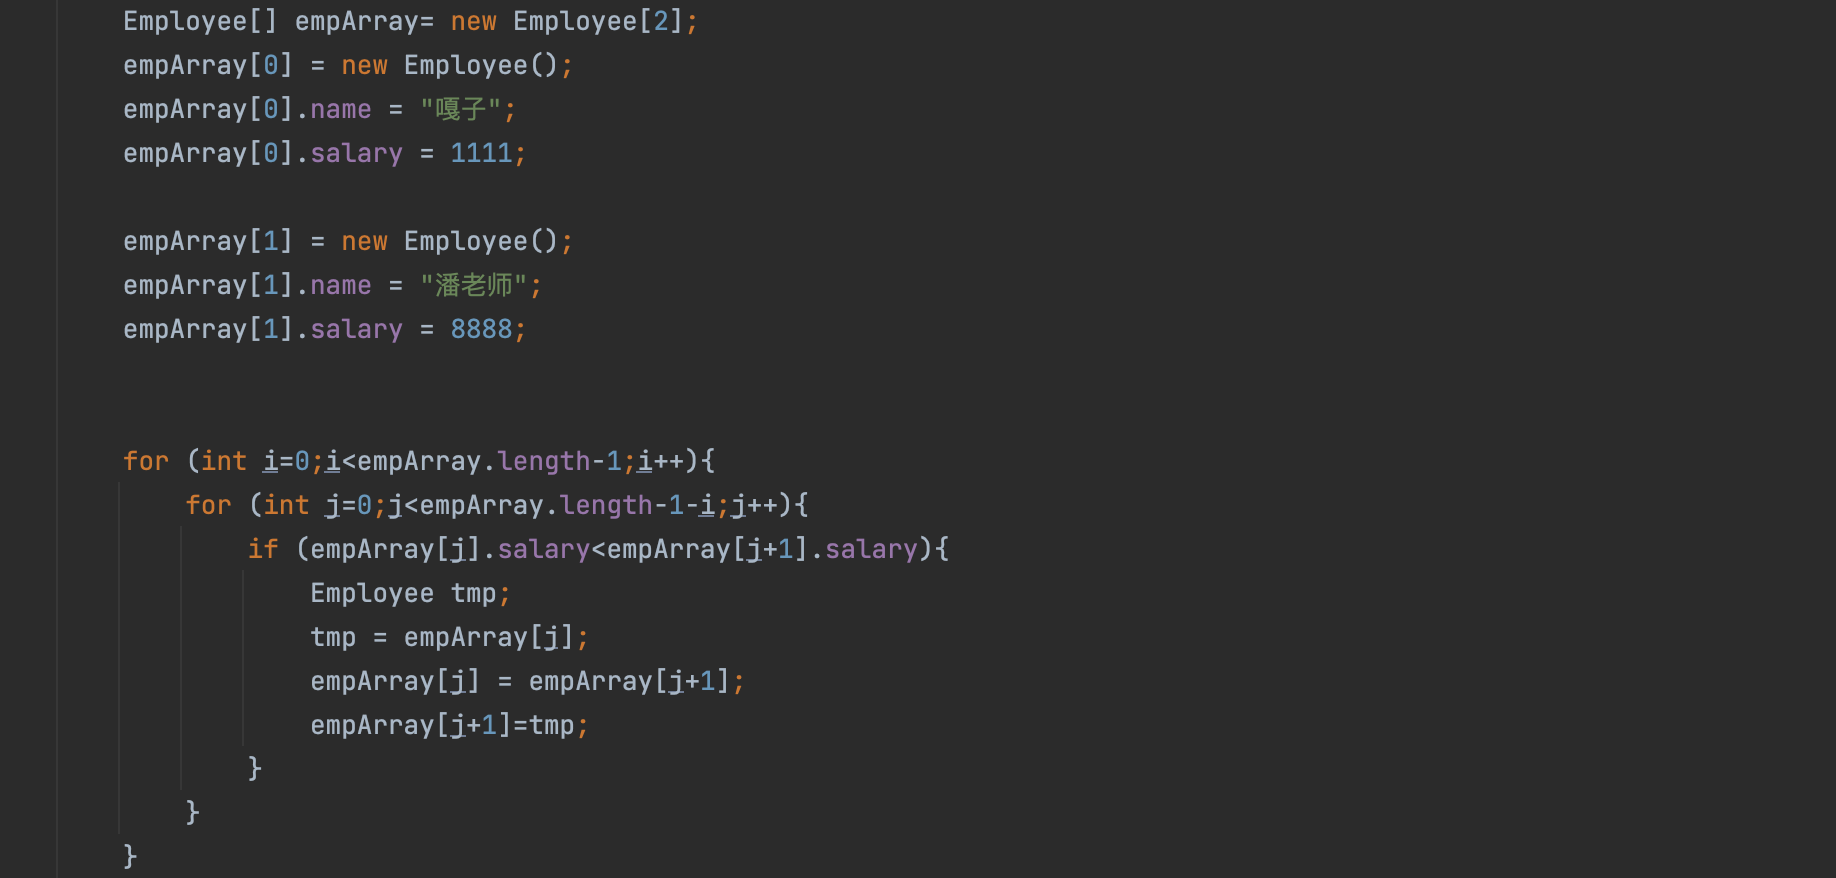 Employee[] empArray= new Employee[2];
empArray[0] = new Employee();
empArray[0].name = "嘎子";
empArray[0].salary = 1111;
empArray[1] = new Employee();
empArray[1].name = "潘老师";
empArray[1].salary = 8888;
for (int i=0;i<empArray.length-1;i++){
for (int j=0;j<empArray.length-1-i;j++){
if (empArray[j].salary<empArray[j+1].salary){
Employee tmp;
tmp = empArray[j];
empArray[j] = empArray[j+1];
empArray[j+1]=tmp;
}
}
}